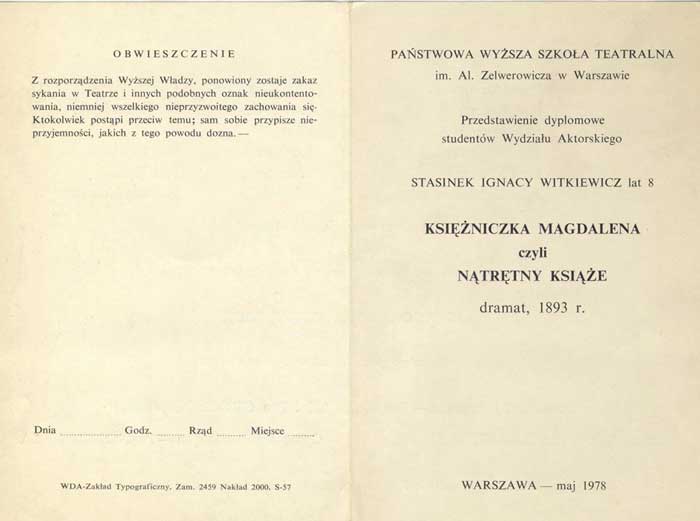 OBWIESZCZENIE
Z rozporządzenia Wyższej Władzy, ponowiony zostaje zakaz
sykania w Teatrze i innych podobnych oznak nieukontento-
wania, niemniej wszelkiego nieprzyzwoitego zachowania się.
Ktokolwiek postąpi przeciw temu; sam sobie przypisze nie-
przyjemności, jakich z tego powodu dozna. —
Dnia .................... Godz. ......... Rząd .......... Miejsce .........
WDA-Zakład Typograficzny. Zam. 2459 Nakład 2000. S-57
PAŃSTWOWA WYŻSZA SZKOŁA TEATRALNA
im. Al. Zelwerowicza w Warszawie
Przedstawienie dyplomowe
studentów Wydziału Aktorskiego
STASINEK IGNACY WITKIEWICZ lat 8
KSIĘŻNICZKA MAGDALENA
czyli
NĄTRĘTNY KSIĄŻE
dramat, 1893 r.
WARSZAWA — maj 1978